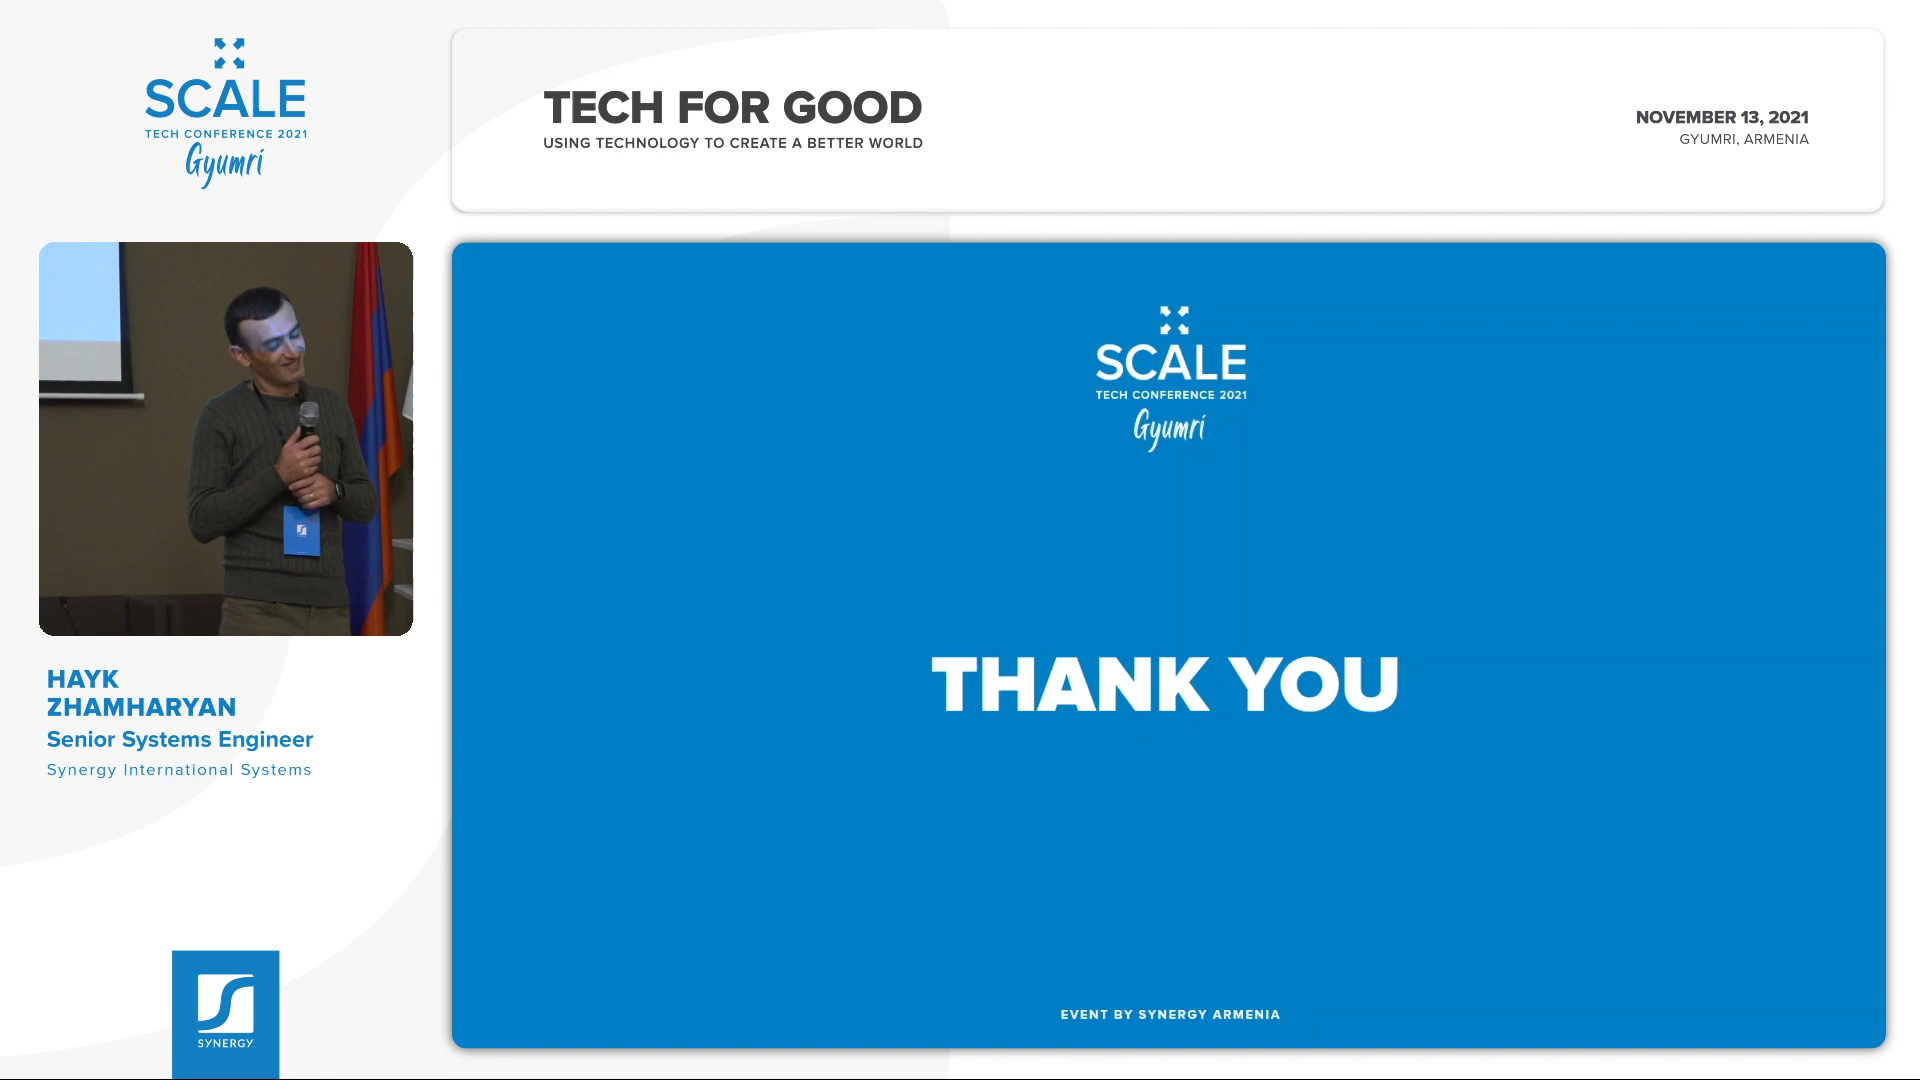 SCALE
TECH CONFERENCE 2021
Gyumri
TECH FOR GOOD
USING TECHNOLOGY TO CREATE A BETTER WORLD
NOVEMBER 13, 2021
GYUMRI, ARMENIA
HAYK
ZHAMHARYAN
Senior Systems Engineer
Synergy International Systems
SYNERGY
SCALE
TECH CONFERENCE 2021
Gyumri
THANK YOU
EVENT BY SYNERGY ARMENIA